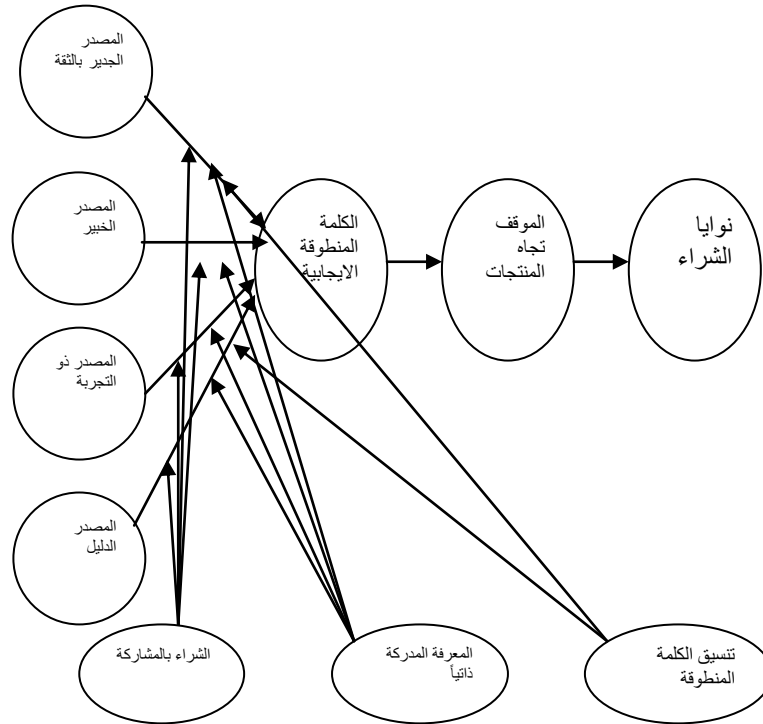 المصدر
الجدير بالثقة
المصدر
الخبير
المصدر ذو
التجربة
المصدر
الدليل
الكلمة
المنطوقة
الايجابية
الموقف
تجاه
المنتجات
نوايا
الشراء
الشراء بالمشاركة
المعرفة المدركة
ذاتياً
تنسيق الكلمة
المنطوقة